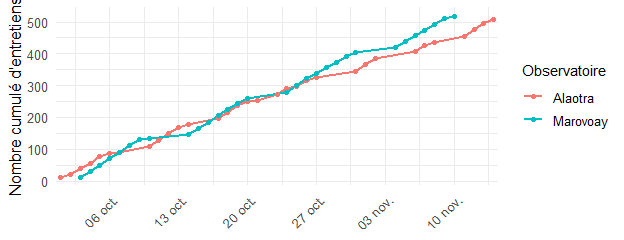 Nombre cumulé d'entretiens
500
400
300
200
100
0
06 oct.
13 oct.
20 oct.
27 oct.
03 nov.
10 nov.
Observatoire
Alaotra
Marovoay